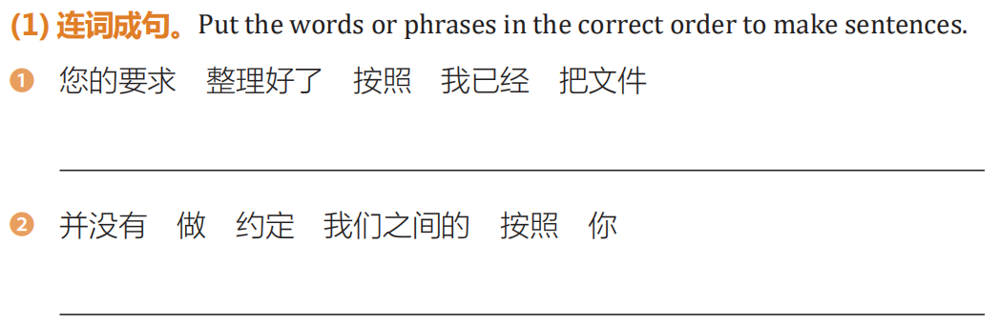 (1) 连词成句。Put the words or phrases in the correct order to make sentences.
❶ 您的要求 整理好了 按照 我已经 把文件
❷ 并没有 做 约定 我们之间的 按照 你